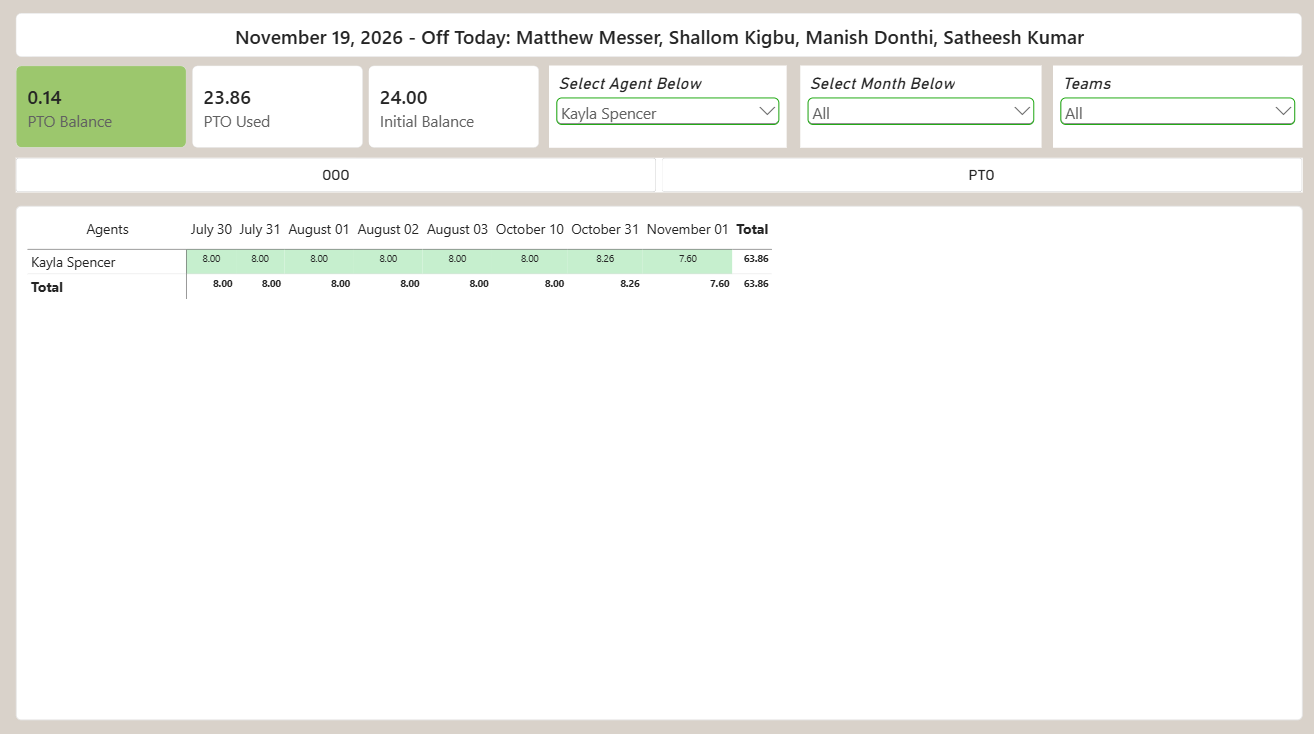 November 19, 2026 - Off Today: Matthew Messer, Shallom Kigbu, Manish Donthi, Satheesh Kumar
0.14
PTO Balance
23.86
PTO Used
24.00
Initial Balance
Select Agent Below
Kayla Spencer
Select Month Below
All
Teams
All
OOO
PTO
Agents July 30 July 31 August 01 August 02 August 03 October 10 October 31 November 01 Total
Kayla Spencer 8.00 8.00 8.00 8.00 8.00 8.00 8.26 7.60 63.86
Total 8.00 8.00 8.00 8.00 8.00 8.00 8.26 7.60 63.86